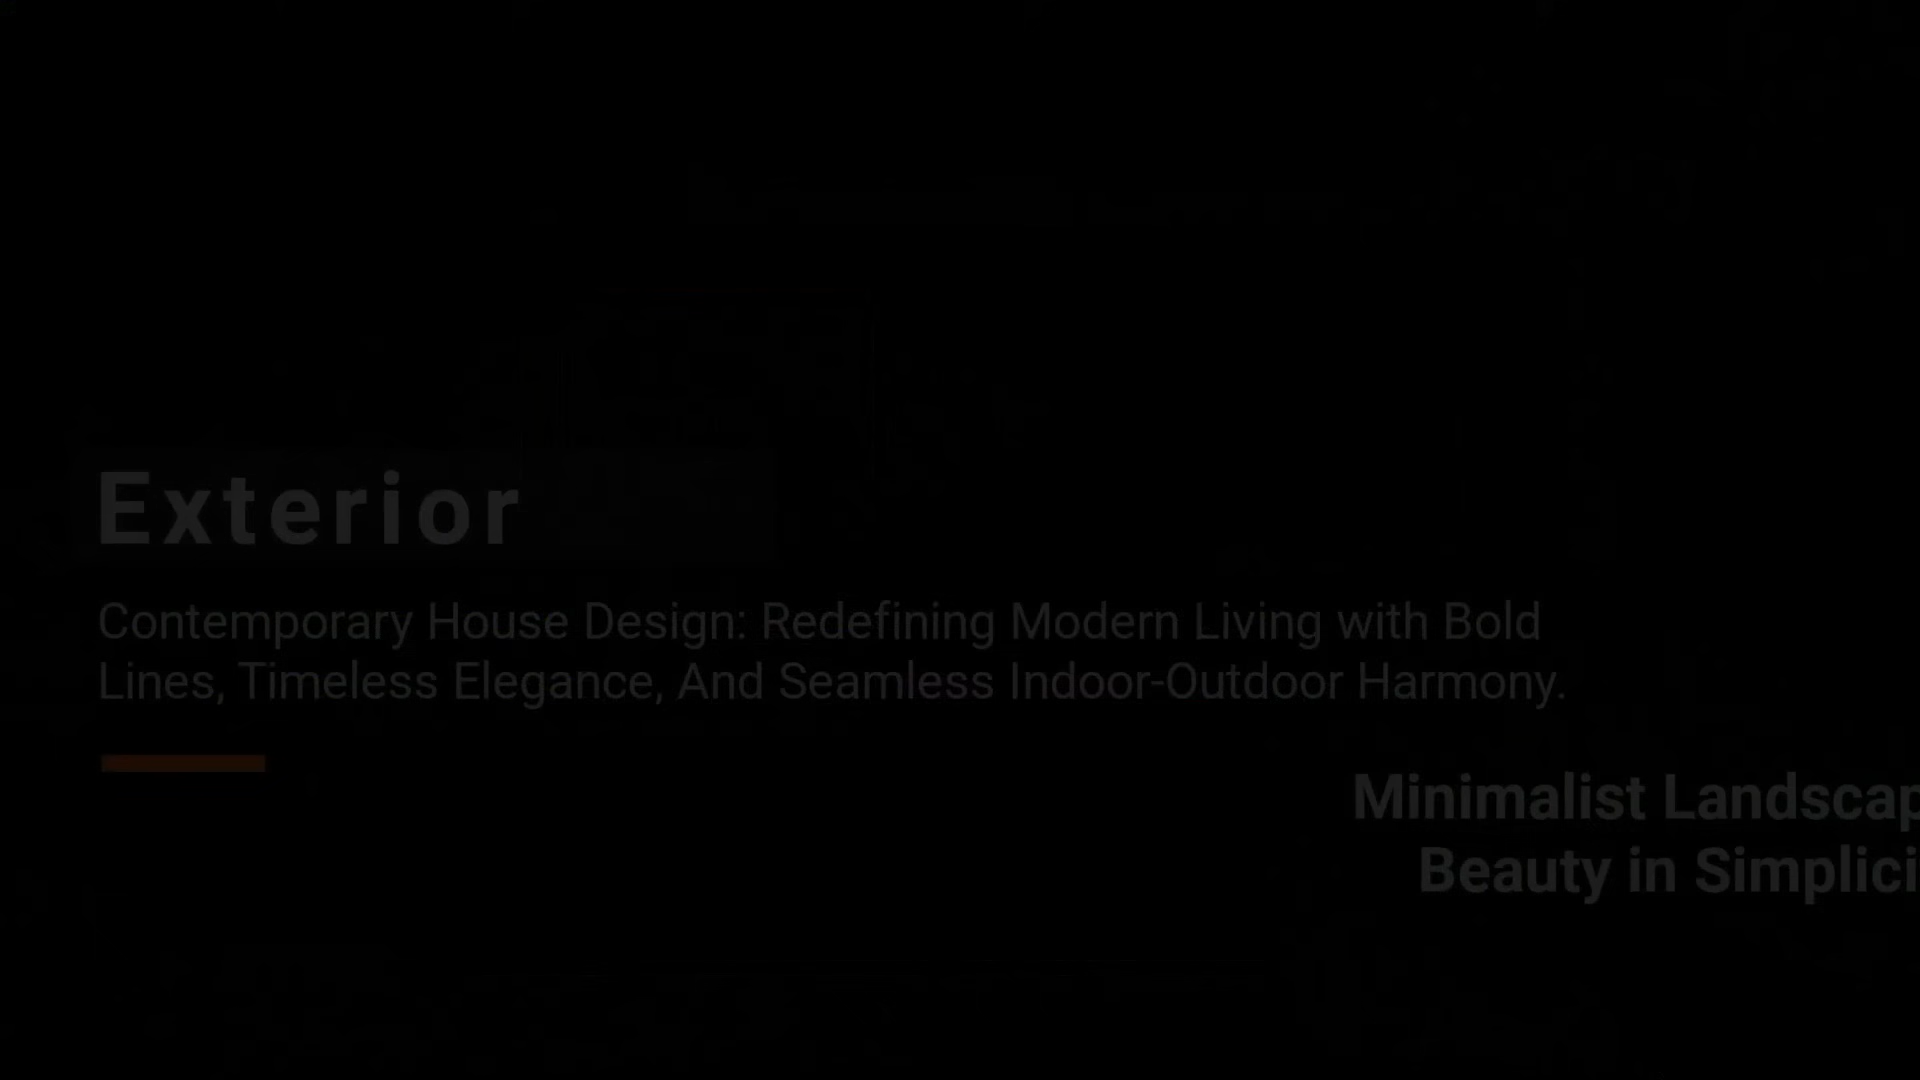 Exterior
Contemporary House Design: Redefining Modern Living with Bold
Lines, Timeless Elegance, And Seamless Indoor-Outdoor Harmony.
Minimalist Landscap
Beauty in Simplici